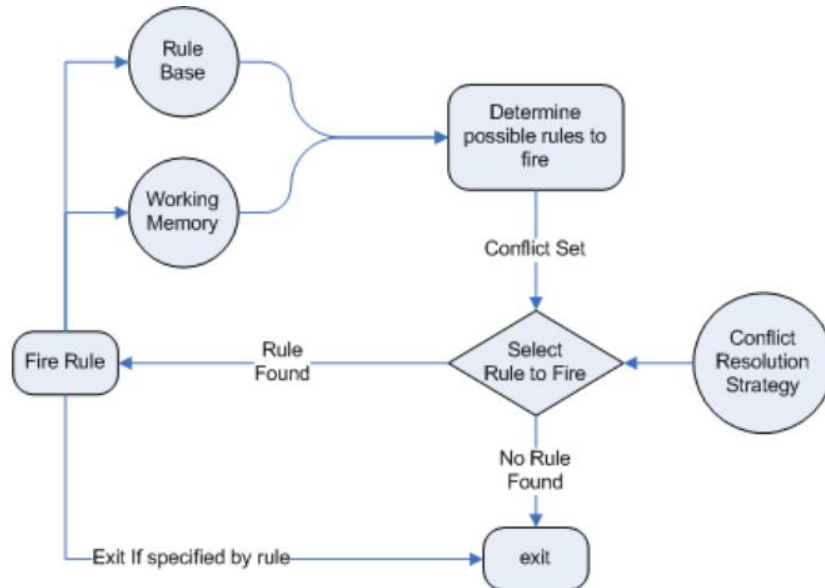 Rule
Base
Determine
possible rules to
fire
Working
Memory
Conflict Set
Fire Rule
Rule
Found
Select
Rule to Fire
Conflict
Resolution
Strategy
No Rule
Found
Exit If specified by rule
exit